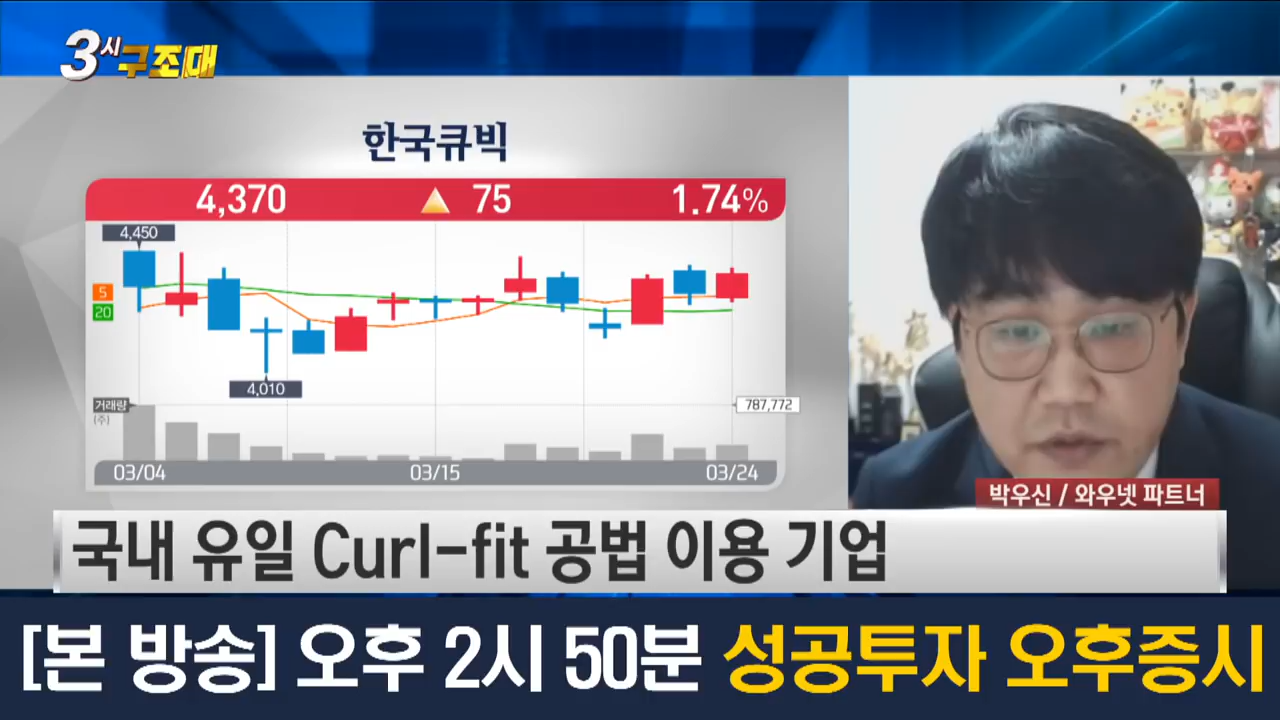 3시 구조대
한국큐빅
4,370 ▲ 75 1.74%
4,450
5
20
4,010
거래량
(주)
787,772
03/04 03/15 03/24
박우신 / 와우넷 파트너
국내 유일 Curl-fit 공법 이용 기업
[본 방송] 오후 2시 50분 성공투자 오후증시